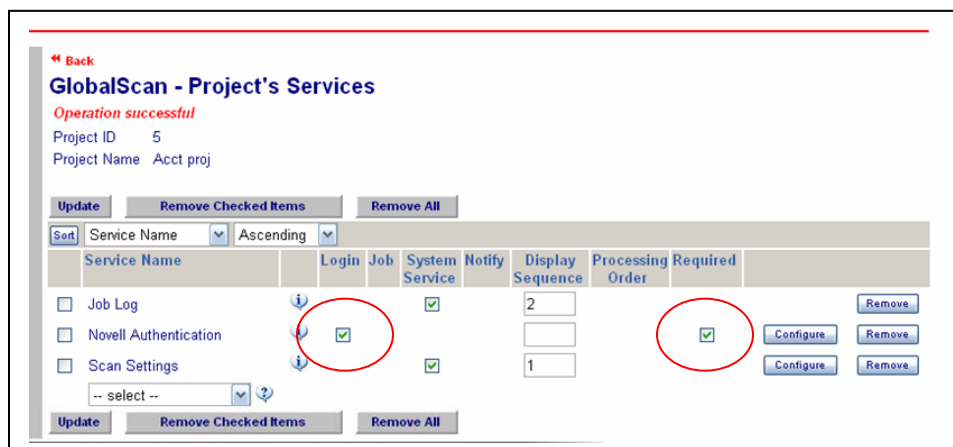 Back
GlobalScan - Project's Services
Operation successful
Project ID 5
Project Name Acct proj
Update Remove Checked Items Remove All
Sort Service Name Ascending
Service Name Login Job System Service Notify Display Sequence Processing Order Required
Job Log i 2 Remove
Novell Authentication Configure Remove
Scan Settings i 1 Configure Remove
-- select -- ?
Update Remove Checked Items Remove All